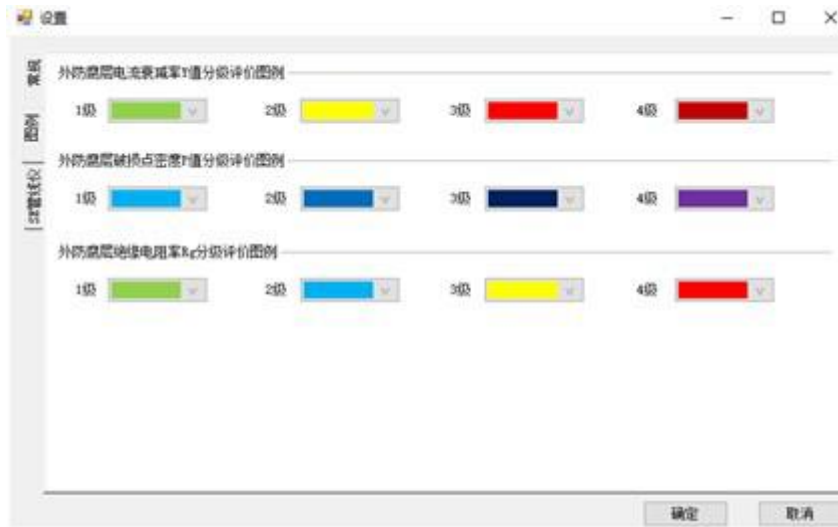 设置
常规
图例
SX管线仪
外防腐层电流衰减率Y值分级评价图例
1级 2级 3级 4级
外防腐层破损点密度P值分级评价图例
1级 2级 3级 4级
外防腐层绝缘电阻率Rg分级评价图例
1级 2级 3级 4级
确定 取消